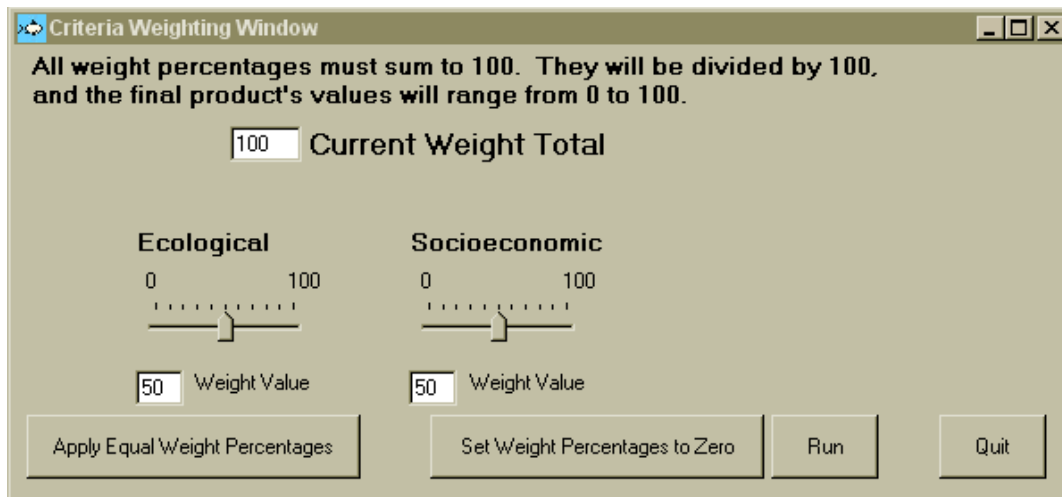 Criteria Weighting Window
All weight percentages must sum to 100.  They will be divided by 100,
and the final product's values will range from 0 to 100.
100 Current Weight Total
Ecological Socioeconomic
0 100 0 100
50 Weight Value 50 Weight Value
Apply Equal Weight Percentages Set Weight Percentages to Zero Run Quit